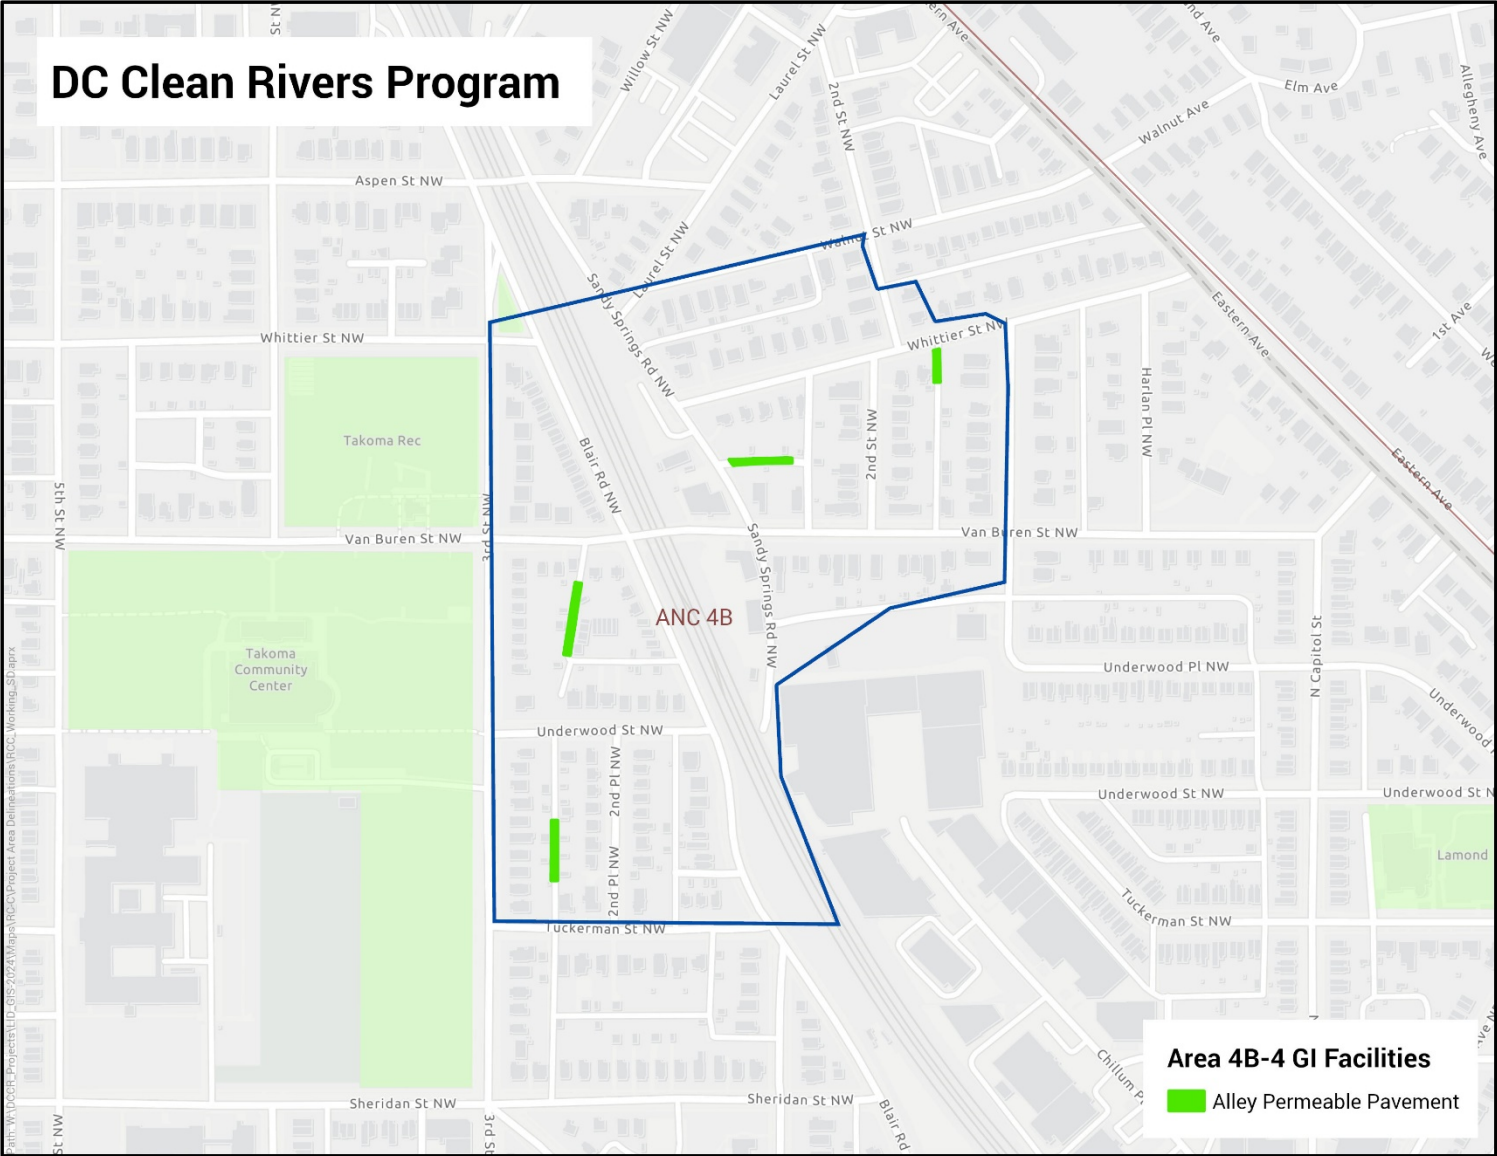 DC Clean Rivers Program
Willow St NW
Laurel St NW
2nd St NW
Elm Ave
Walnut Ave
Allegheny Ave
Aspen St NW
Laurel St NW
Sandy Springs Rd NW
Whittier St NW
Whittier St NW
Eastern Ave
1st Ave
Takoma Rec
Blair Rd NW
2nd St NW
Harlan Pl NW
Eastern Ave
5th St NW
3rd St NW
Van Buren St NW
Van Buren St NW
Sandy Springs Rd NW
ANC 4B
Takoma
Community
Center
Underwood Pl NW
N Capitol St
Underwood St NW
2nd Pl NW
Underwood St NW
Underwood St N
2nd Pl NW
Lamond
Tuckerman St NW
Tuckerman St NW
Sheridan St NW
Sheridan St NW
3rd St
Blair Rd
Area 4B-4 GI Facilities
Alley Permeable Pavement